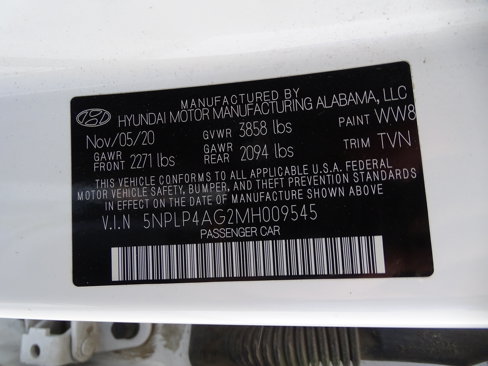 MANUFACTURED BY
HYUNDAI MOTOR MANUFACTURING ALABAMA, LLC
Nov/05/20 GVWR 3858 lbs PAINT WW8
GAWR FRONT 2271 lbs GAWR REAR 2094 lbs TRIM TVN
THIS VEHICLE CONFORMS TO ALL APPLICABLE U.S.A. FEDERAL
MOTOR VEHICLE SAFETY, BUMPER, AND THEFT PREVENTION STANDARDS
IN EFFECT ON THE DATE OF MANUFACTURE SHOWN ABOVE
V.I.N 5NPLP4AG2MH009545
PASSENGER CAR